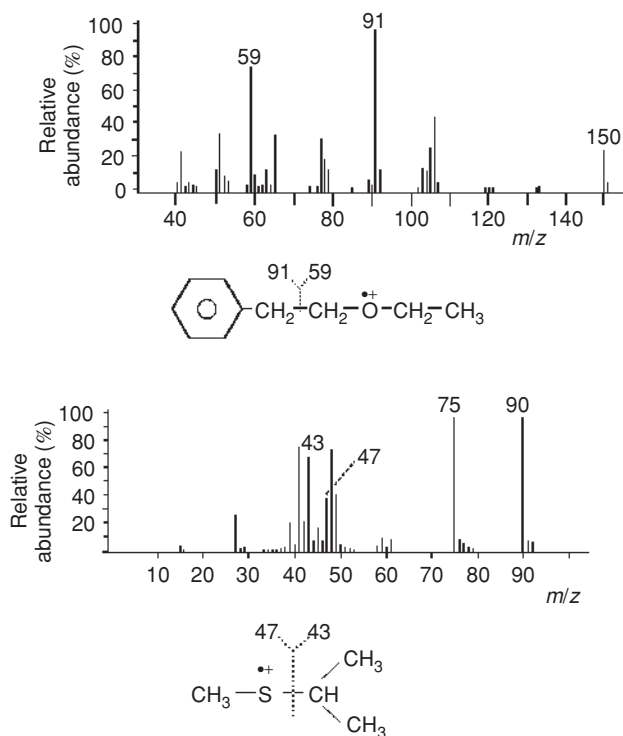 Relative
abundance (%)
100
80
60
40
20
0
59
91
150
40 60 80 100 120 140
m/z
91 59
CH2—CH2—O•+—CH2—CH3
Relative
abundance (%)
100
80
60
40
20
43
47
75
90
10 20 30 40 50 60 70 80 90
m/z
47 43
•+
CH3
CH3—S—CH
CH3